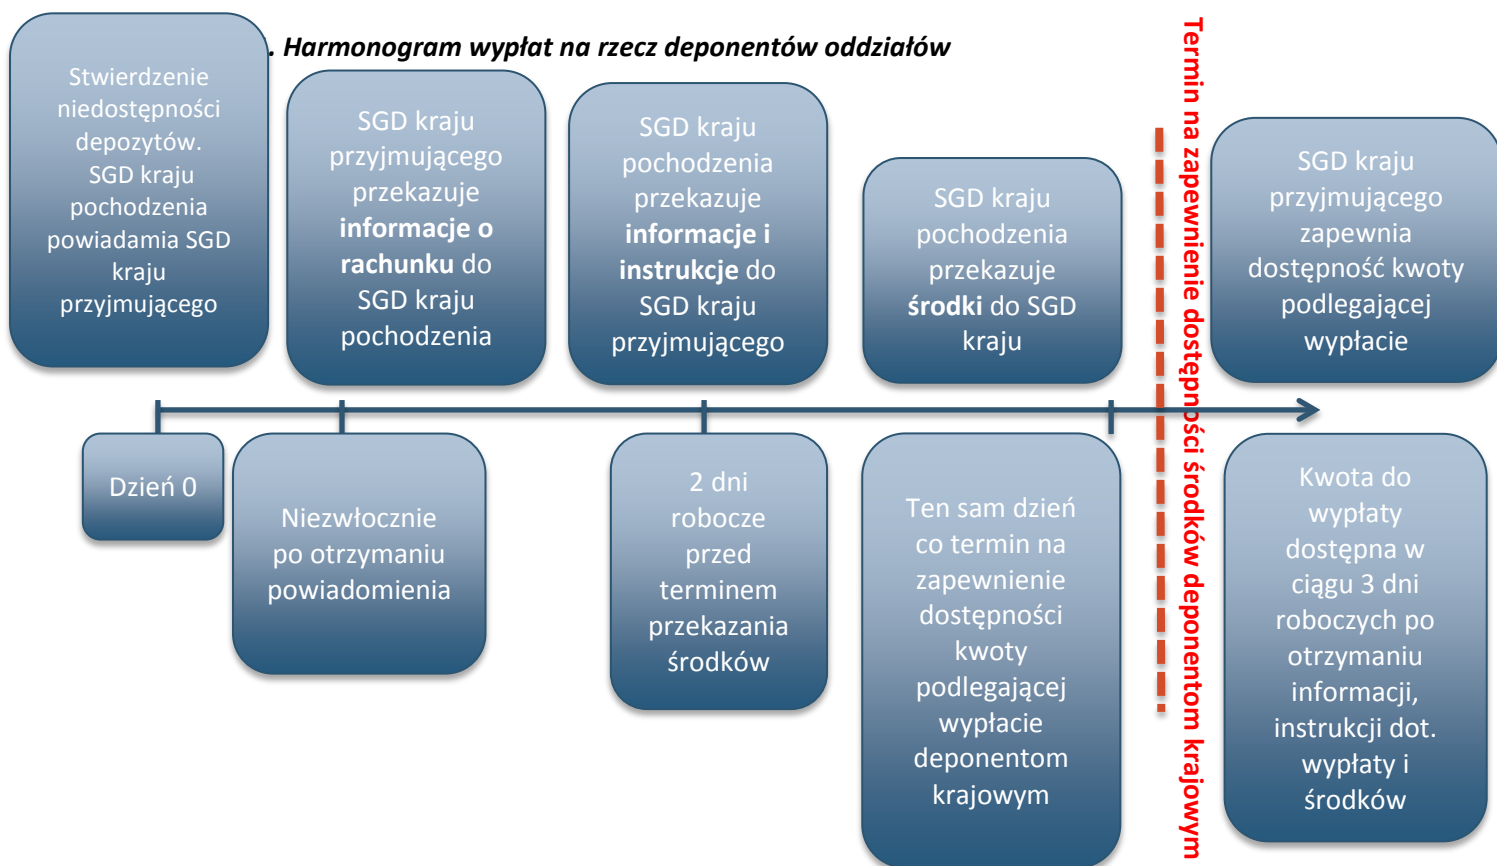 . Harmonogram wypłat na rzecz deponentów oddziałów
Stwierdzenie
niedostępności
depozytów.
SGD kraju
pochodzenia
powiadamia SGD
kraju
przyjmującego
SGD kraju
przyjmującego
przekazuje
informacje o
rachunku do
SGD kraju
pochodzenia
SGD kraju
pochodzenia
przekazuje
informacje i
instrukcje do
SGD kraju
przyjmującego
SGD kraju
pochodzenia
przekazuje
środki do SGD
kraju
Termin na zapewnienie dostępności środków deponentom krajowym
SGD kraju
przyjmującego
zapewnia
dostępność kwoty
podlegającej
wypłacie
Dzień 0
Niezwłocznie
po otrzymaniu
powiadomienia
2 dni
robocze
przed
terminem
przekazania
środków
Ten sam dzień
co termin na
zapewnienie
dostępności
kwoty
podlegającej
wypłacie
deponentom
krajowym
Kwota do
wypłaty
dostępna w
ciągu 3 dni
roboczych po
otrzymaniu
informacji,
instrukcji dot.
wypłaty i
środków